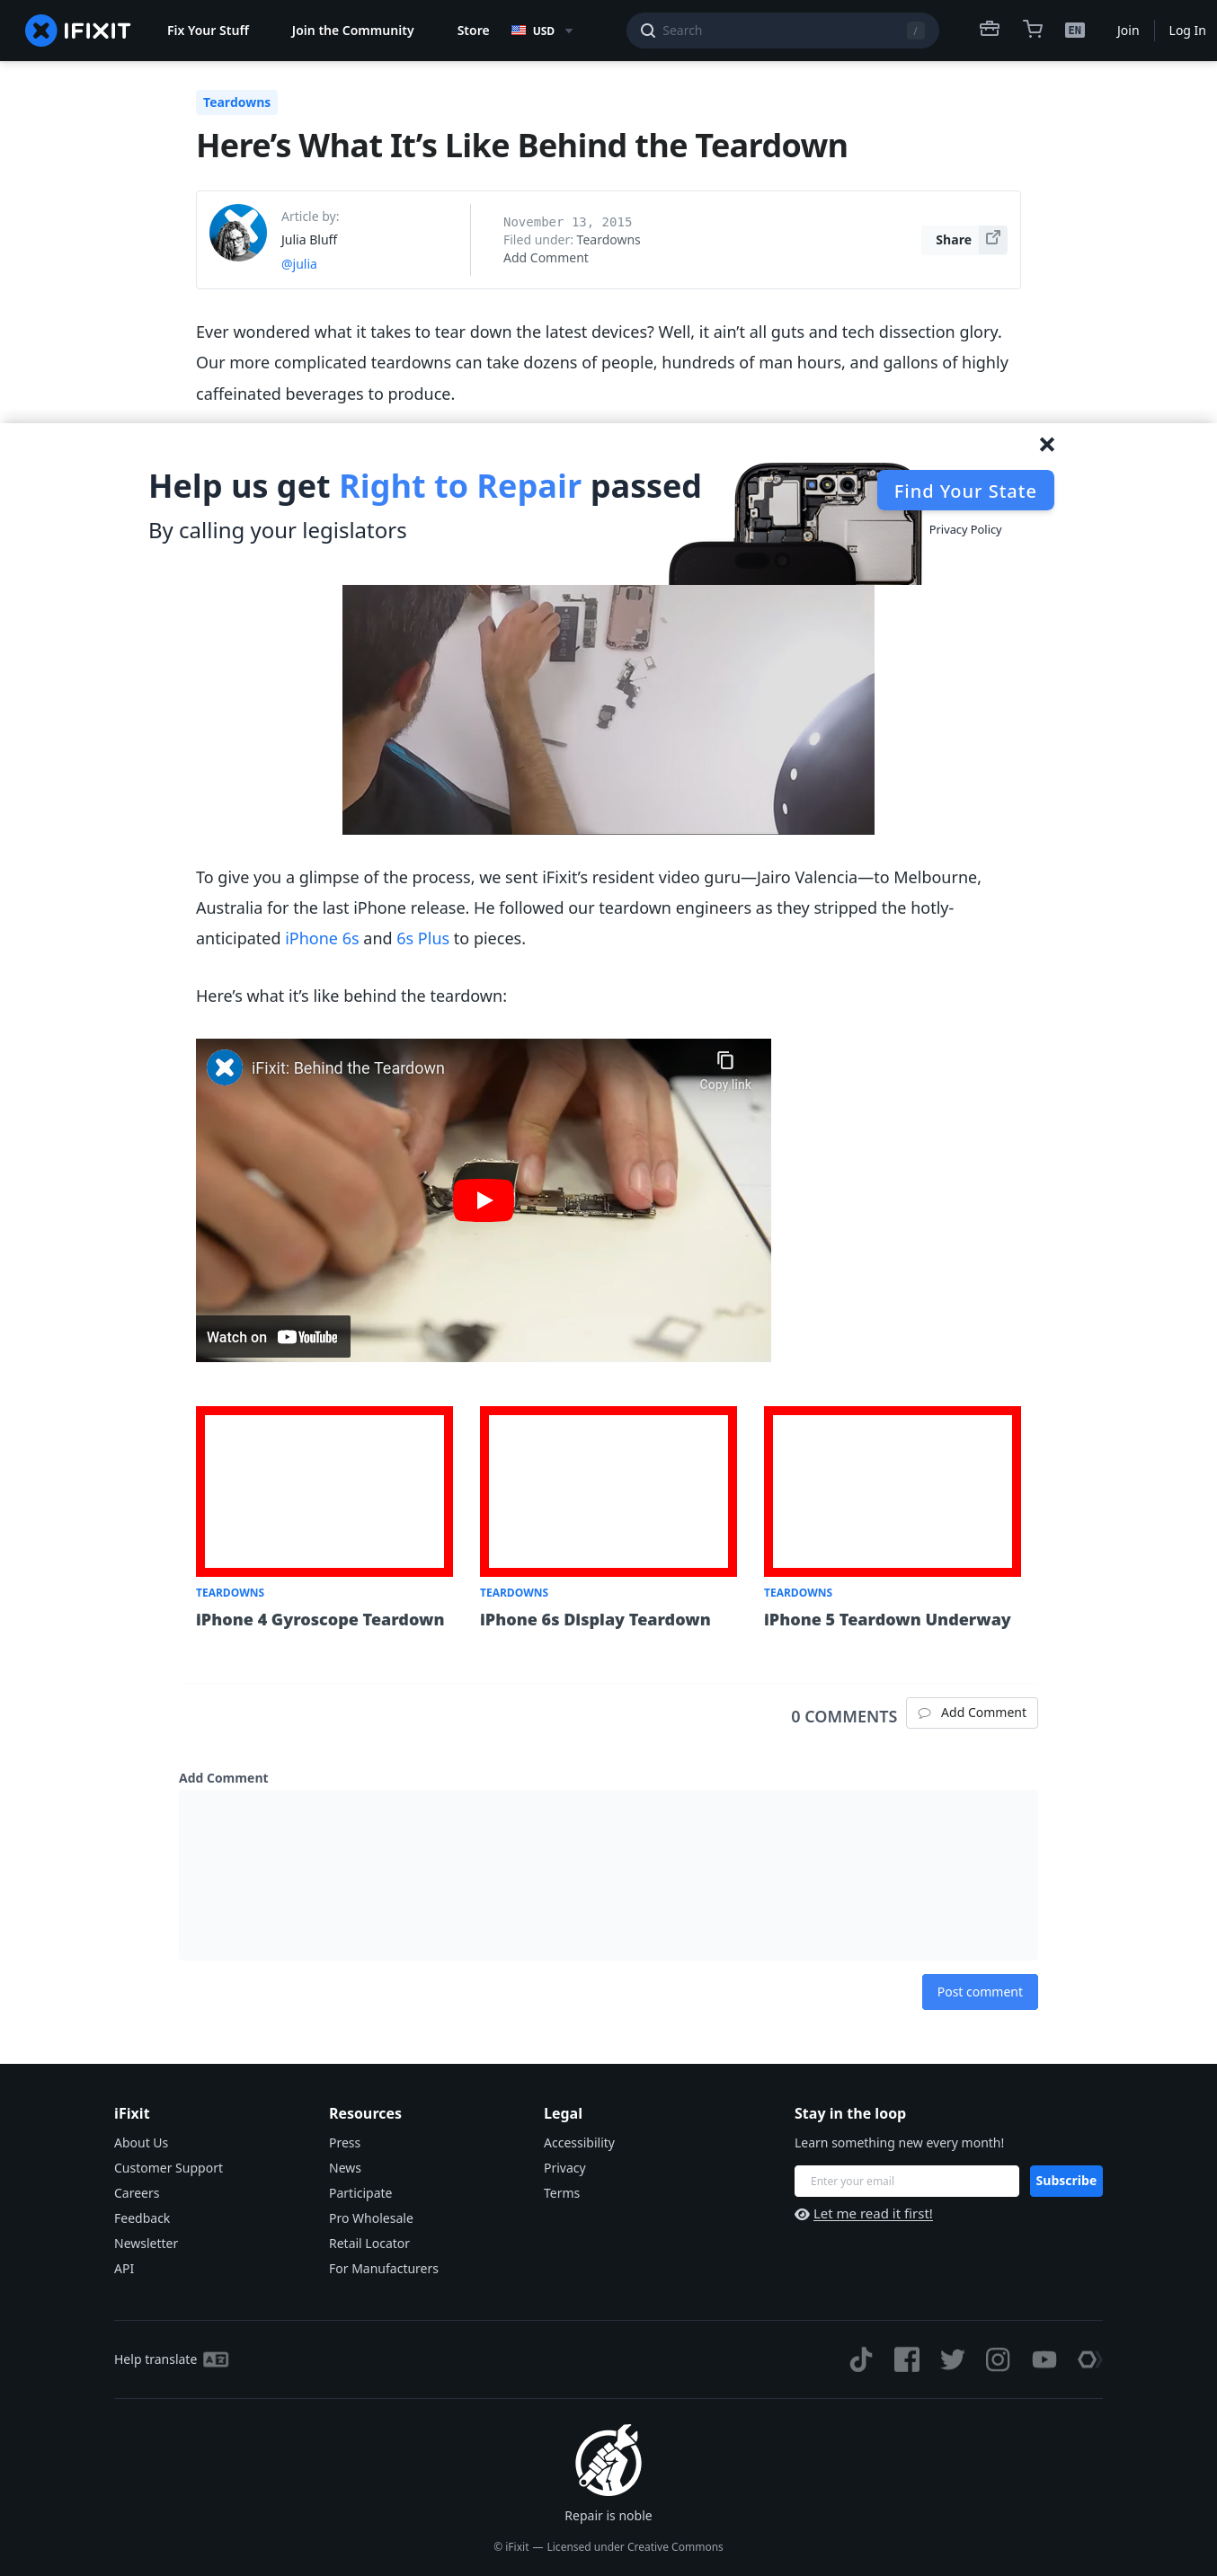 IFIXIT
Fix Your Stuff
Join the Community
Store
USD
Search
/
EN
Join
Log In
Teardowns
Here’s What It’s Like Behind the Teardown
Article by:
Julia Bluff
@julia
November 13, 2015
Filed under: Teardowns
Add Comment
Share
Ever wondered what it takes to tear down the latest devices? Well, it ain’t all guts and tech dissection glory.
Our more complicated teardowns can take dozens of people, hundreds of man hours, and gallons of highly
caffeinated beverages to produce.
Help us get Right to Repair passed
By calling your legislators
Find Your State
Privacy Policy
To give you a glimpse of the process, we sent iFixit’s resident video guru—Jairo Valencia—to Melbourne,
Australia for the last iPhone release. He followed our teardown engineers as they stripped the hotly-
anticipated iPhone 6s and 6s Plus to pieces.
Here’s what it’s like behind the teardown:
iFixit: Behind the Teardown
Copy link
Watch on YouTube
TEARDOWNS
iPhone 4 Gyroscope Teardown
TEARDOWNS
iPhone 6s Display Teardown
TEARDOWNS
iPhone 5 Teardown Underway
0 COMMENTS
Add Comment
Add Comment
Post comment
iFixit
About Us
Customer Support
Careers
Feedback
Newsletter
API
Resources
Press
News
Participate
Pro Wholesale
Retail Locator
For Manufacturers
Legal
Accessibility
Privacy
Terms
Stay in the loop
Learn something new every month!
Enter your email
Subscribe
Let me read it first!
Help translate
Repair is noble
© iFixit — Licensed under Creative Commons